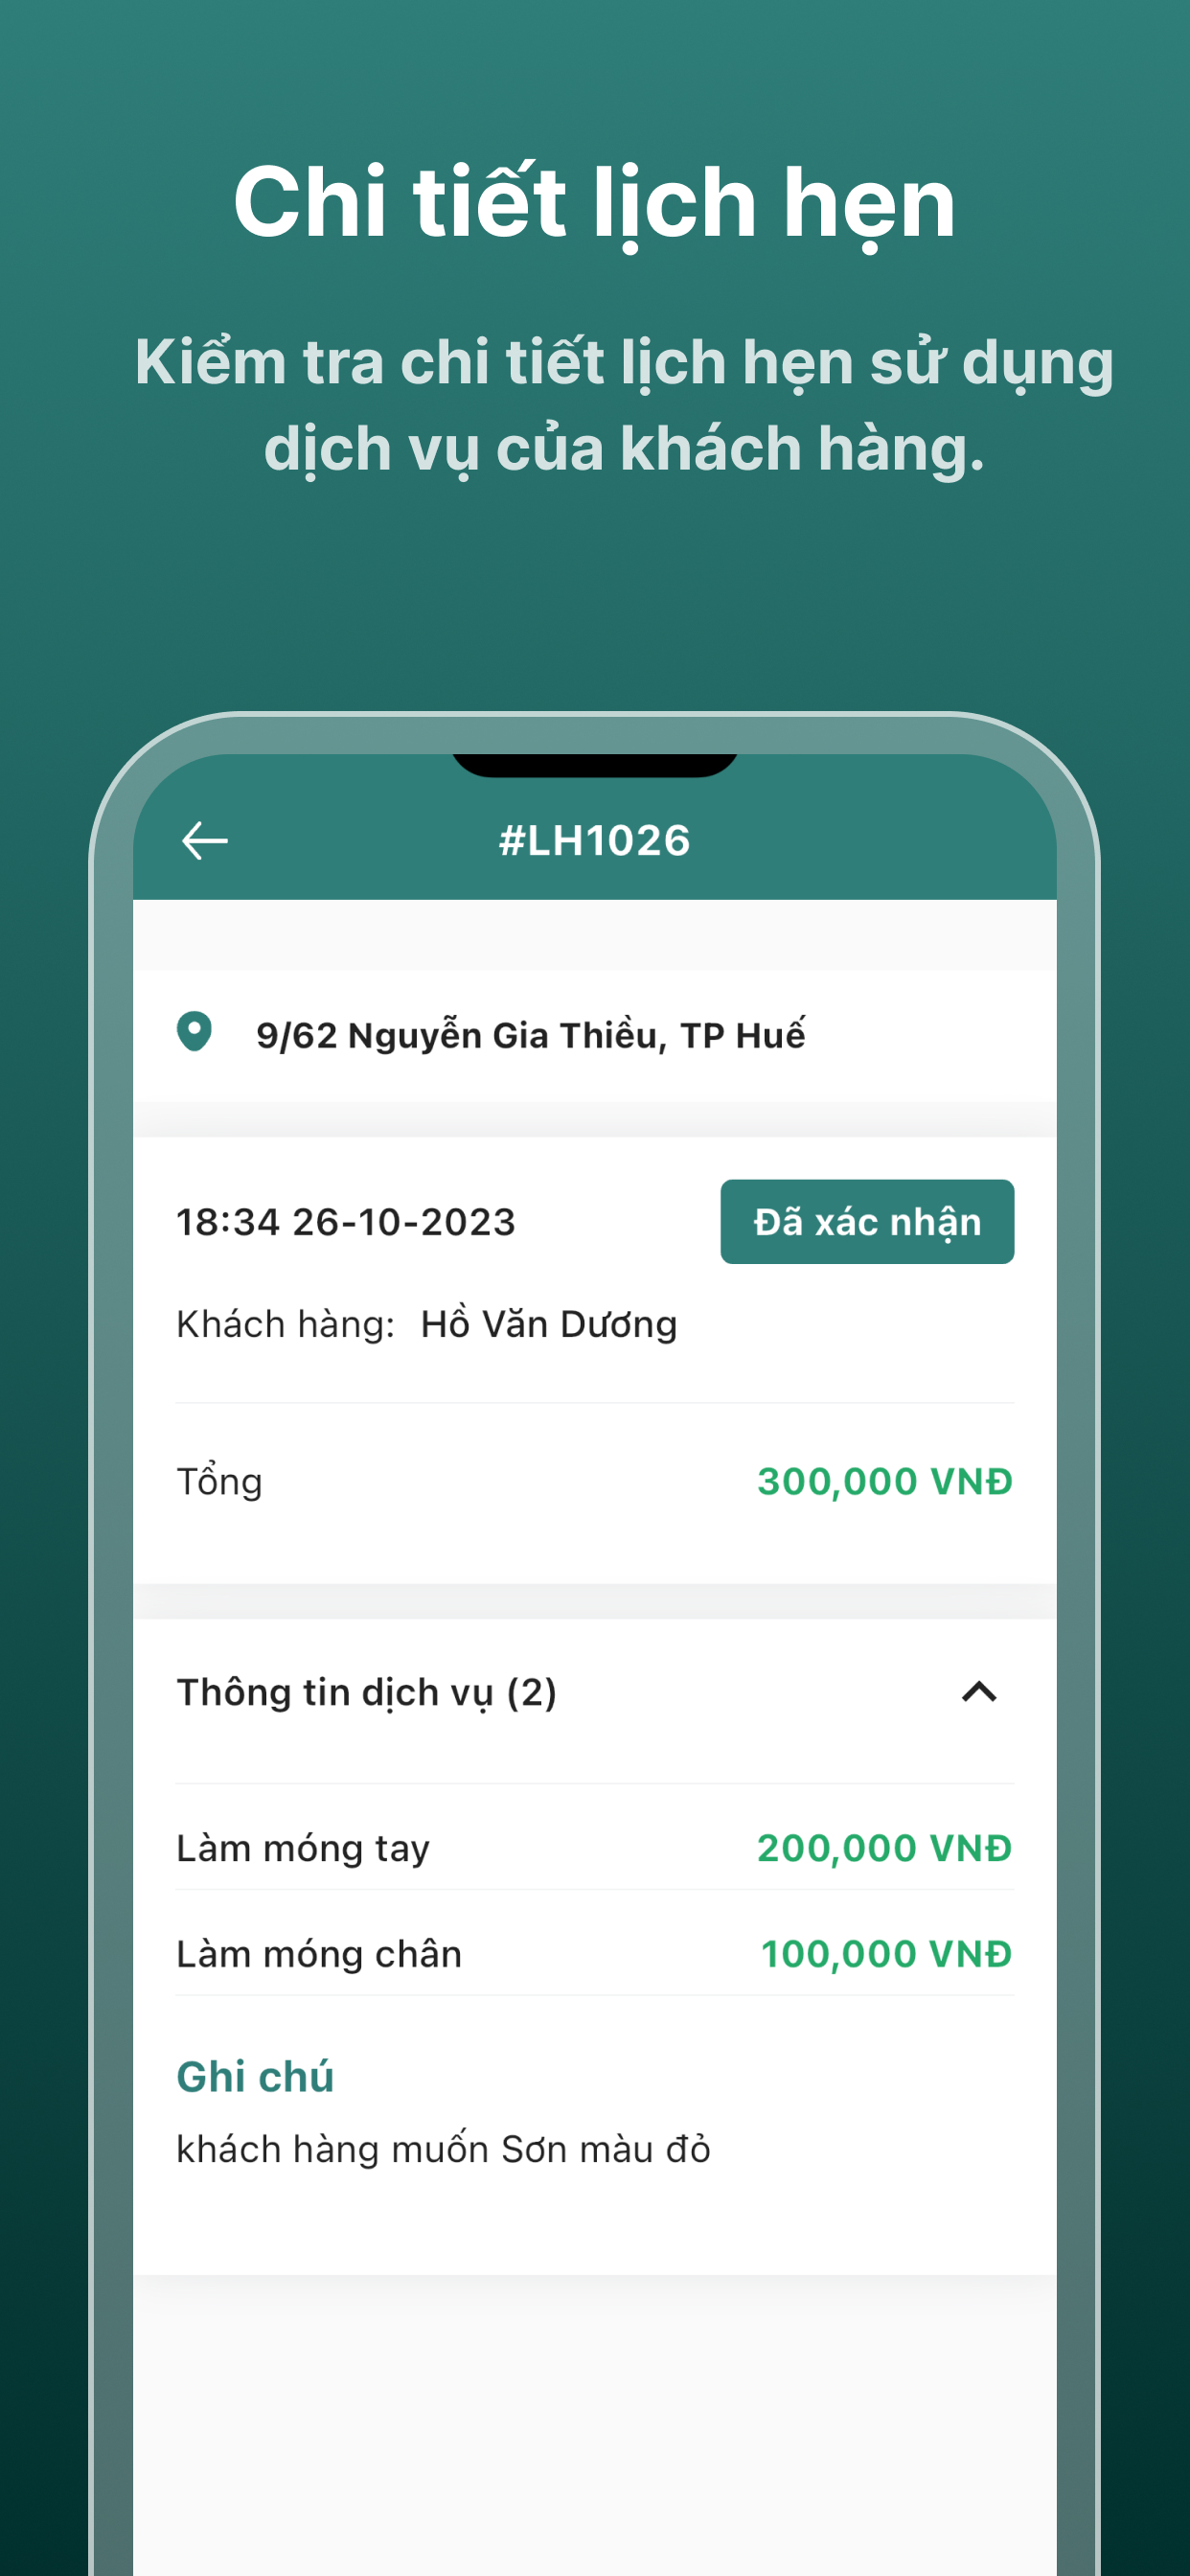 Chi tiết lịch hẹn
Kiểm tra chi tiết lịch hẹn sử dụng
dịch vụ của khách hàng.
#LH1026
9/62 Nguyễn Gia Thiều, TP Huế
18:34 26-10-2023
Đã xác nhận
Khách hàng: Hồ Văn Dương
Tổng
300,000 VNĐ
Thông tin dịch vụ (2)
Làm móng tay
200,000 VNĐ
Làm móng chân
100,000 VNĐ
Ghi chú
khách hàng muốn Sơn màu đỏ